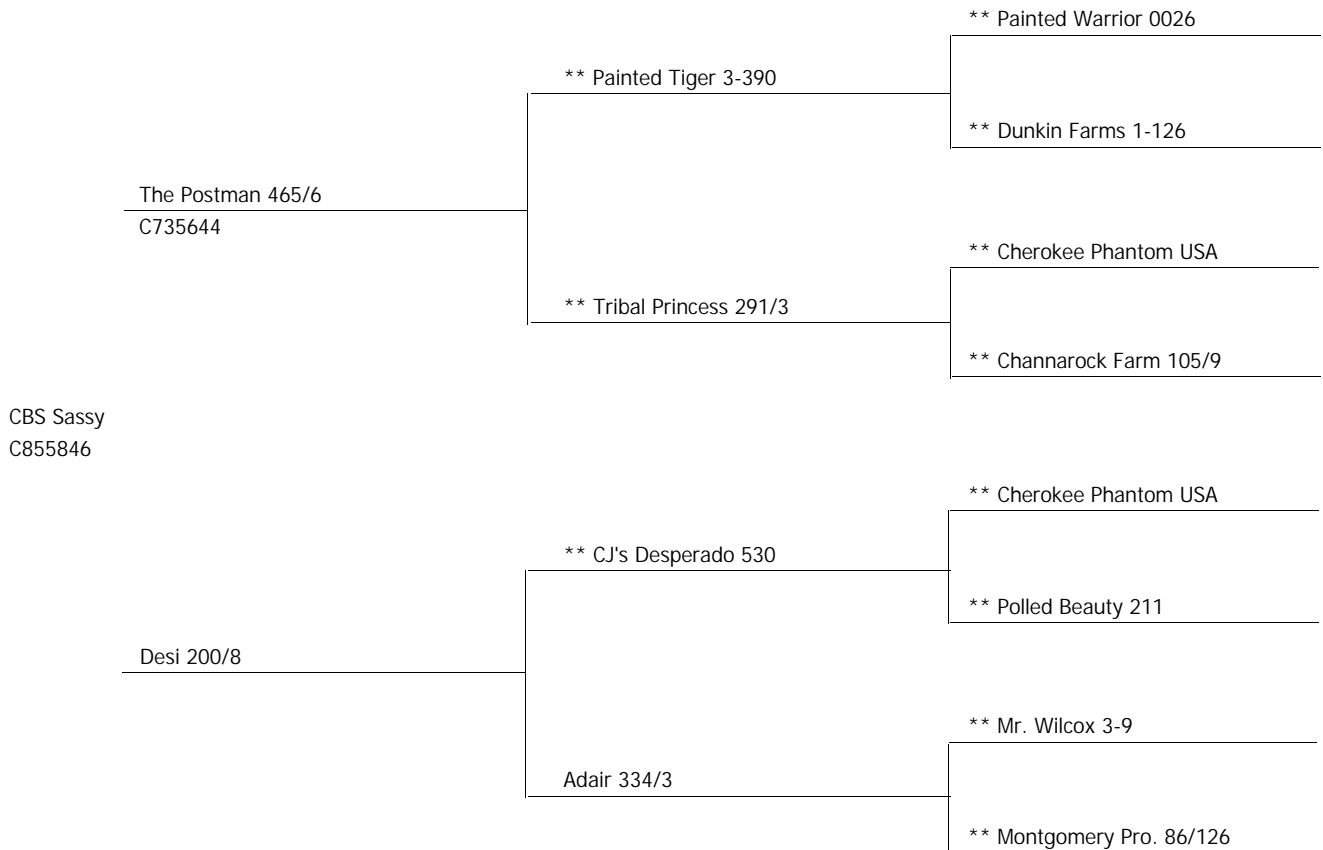 ** Painted Warrior 0026
** Painted Tiger 3-390
** Dunkin Farms 1-126
The Postman 465/6
C735644
** Cherokee Phantom USA
** Tribal Princess 291/3
** Channarock Farm 105/9
CBS Sassy
C855846
** Cherokee Phantom USA
** CJ's Desperado 530
** Polled Beauty 211
Desi 200/8
** Mr. Wilcox 3-9
Adair 334/3
** Montgomery Pro. 86/126